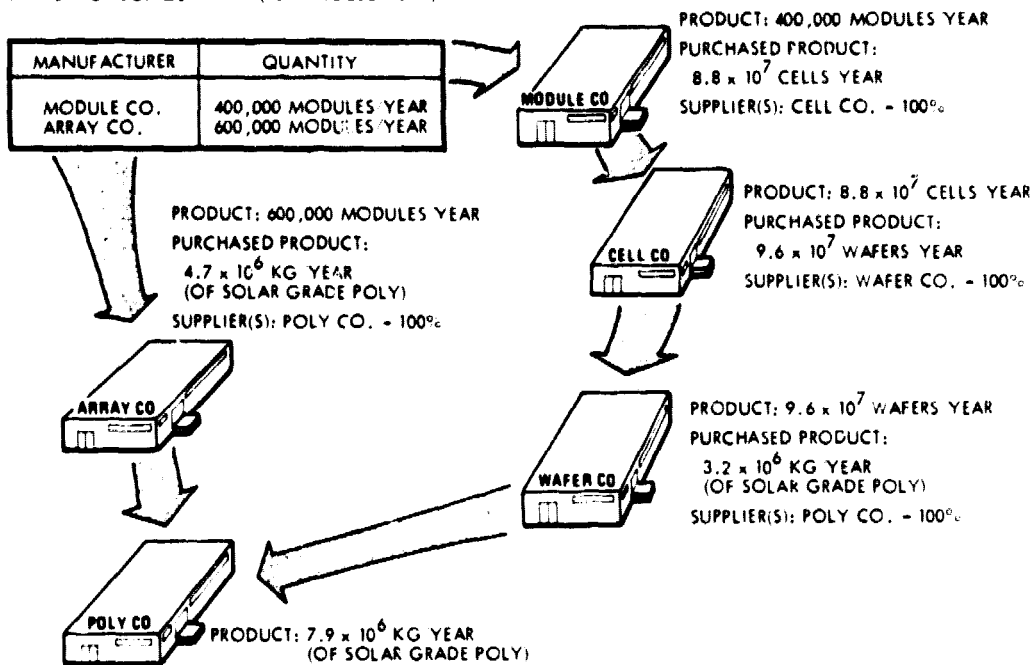 MANUFACTURER QUANTITY
MODULE CO. 400,000 MODULES/YEAR
ARRAY CO. 600,000 MODULES/YEAR
PRODUCT: 400,000 MODULES YEAR
PURCHASED PRODUCT:
8.8 x 10^7 CELLS YEAR
SUPPLIER(S): CELL CO. - 100%
MODULE CO
PRODUCT: 8.8 x 10^7 CELLS YEAR
PURCHASED PRODUCT:
9.6 x 10^7 WAFERS YEAR
SUPPLIER(S): WAFER CO. - 100%
CELL CO
PRODUCT: 600,000 MODULES YEAR
PURCHASED PRODUCT:
4.7 x 10^6 KG YEAR
(OF SOLAR GRADE POLY)
SUPPLIER(S): POLY CO. - 100%
ARRAY CO
PRODUCT: 9.6 x 10^7 WAFERS YEAR
PURCHASED PRODUCT:
3.2 x 10^6 KG YEAR
(OF SOLAR GRADE POLY)
SUPPLIER(S): POLY CO. - 100%
WAFER CO
POLY CO
PRODUCT: 7.9 x 10^6 KG YEAR
(OF SOLAR GRADE POLY)